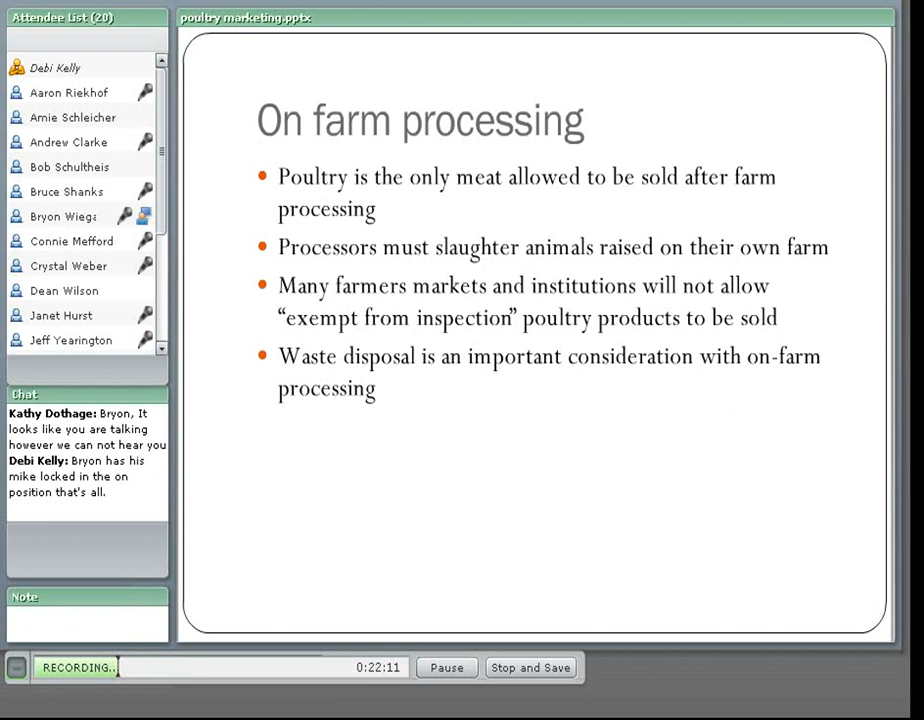 Attendee List (20)
Debi Kelly
Aaron Riekhof
Amie Schleicher
Andrew Clarke
Bob Schultheis
Bruce Shanks
Bryon Wiega
Connie Mefford
Crystal Weber
Dean Wilson
Janet Hurst
Jeff Yearington
Chat
Kathy Dothage: Bryon, It
looks like you are talking
however we can not hear you
Debi Kelly: Bryon has his
mike locked in the on
position that's all.
Note
poultry marketing.pptx
On farm processing
• Poultry is the only meat allowed to be sold after farm
processing
• Processors must slaughter animals raised on their own farm
• Many farmers markets and institutions will not allow
“exempt from inspection” poultry products to be sold
• Waste disposal is an important consideration with on-farm
processing
RECORDING.. 0:22:11 Pause Stop and Save